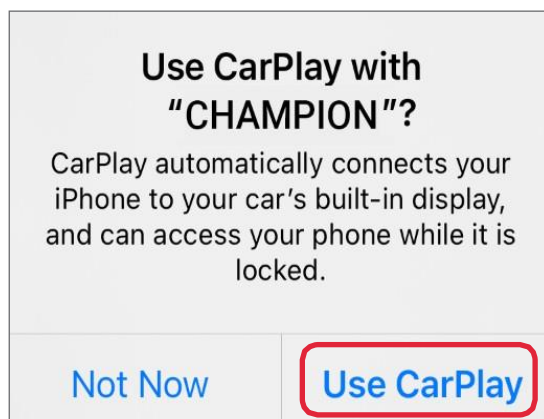 Use CarPlay with
“CHAMPION”?
CarPlay automatically connects your
iPhone to your car’s built-in display,
and can access your phone while it is
locked.
Not Now
Use CarPlay